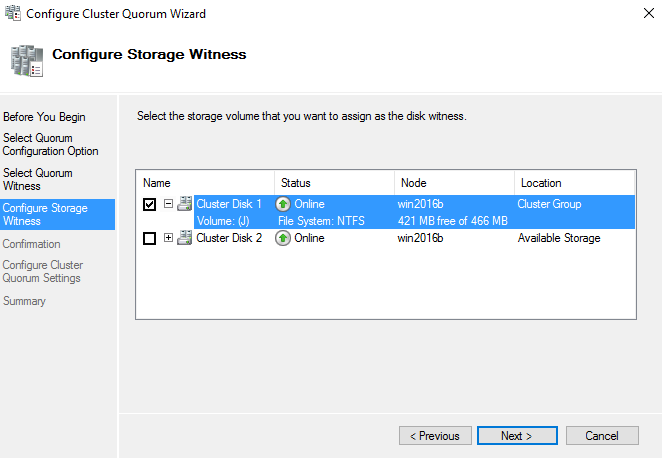 Configure Cluster Quorum Wizard
Configure Storage Witness
Before You Begin
Select Quorum
Configuration Option
Select Quorum
Witness
Configure Storage
Witness
Confirmation
Configure Cluster
Quorum Settings
Summary
Select the storage volume that you want to assign as the disk witness.
Name Status Node Location
Cluster Disk 1 Online win2016b Cluster Group
Volume: (J) File System: NTFS 421 MB free of 466 MB
Cluster Disk 2 Online win2016b Available Storage
< Previous Next > Cancel